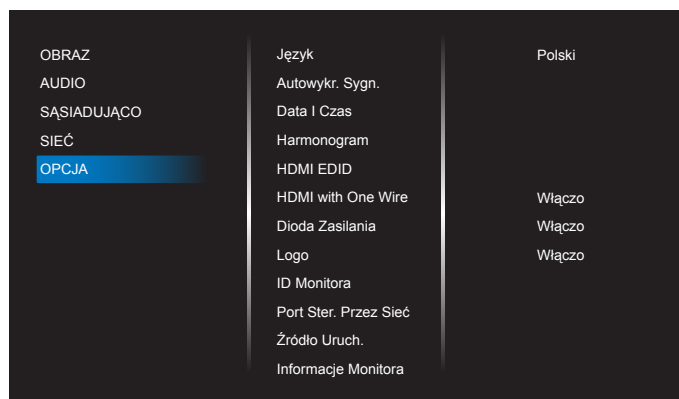 OBRAZ
AUDIO
SĄSIADUJĄCO
SIEĆ
OPCJA
Język Polski
Autowykr. Sygn.
Data I Czas
Harmonogram
HDMI EDID
HDMI with One Wire Włączo
Dioda Zasilania Włączo
Logo Włączo
ID Monitora
Port Ster. Przez Sieć
Źródło Uruch.
Informacje Monitora